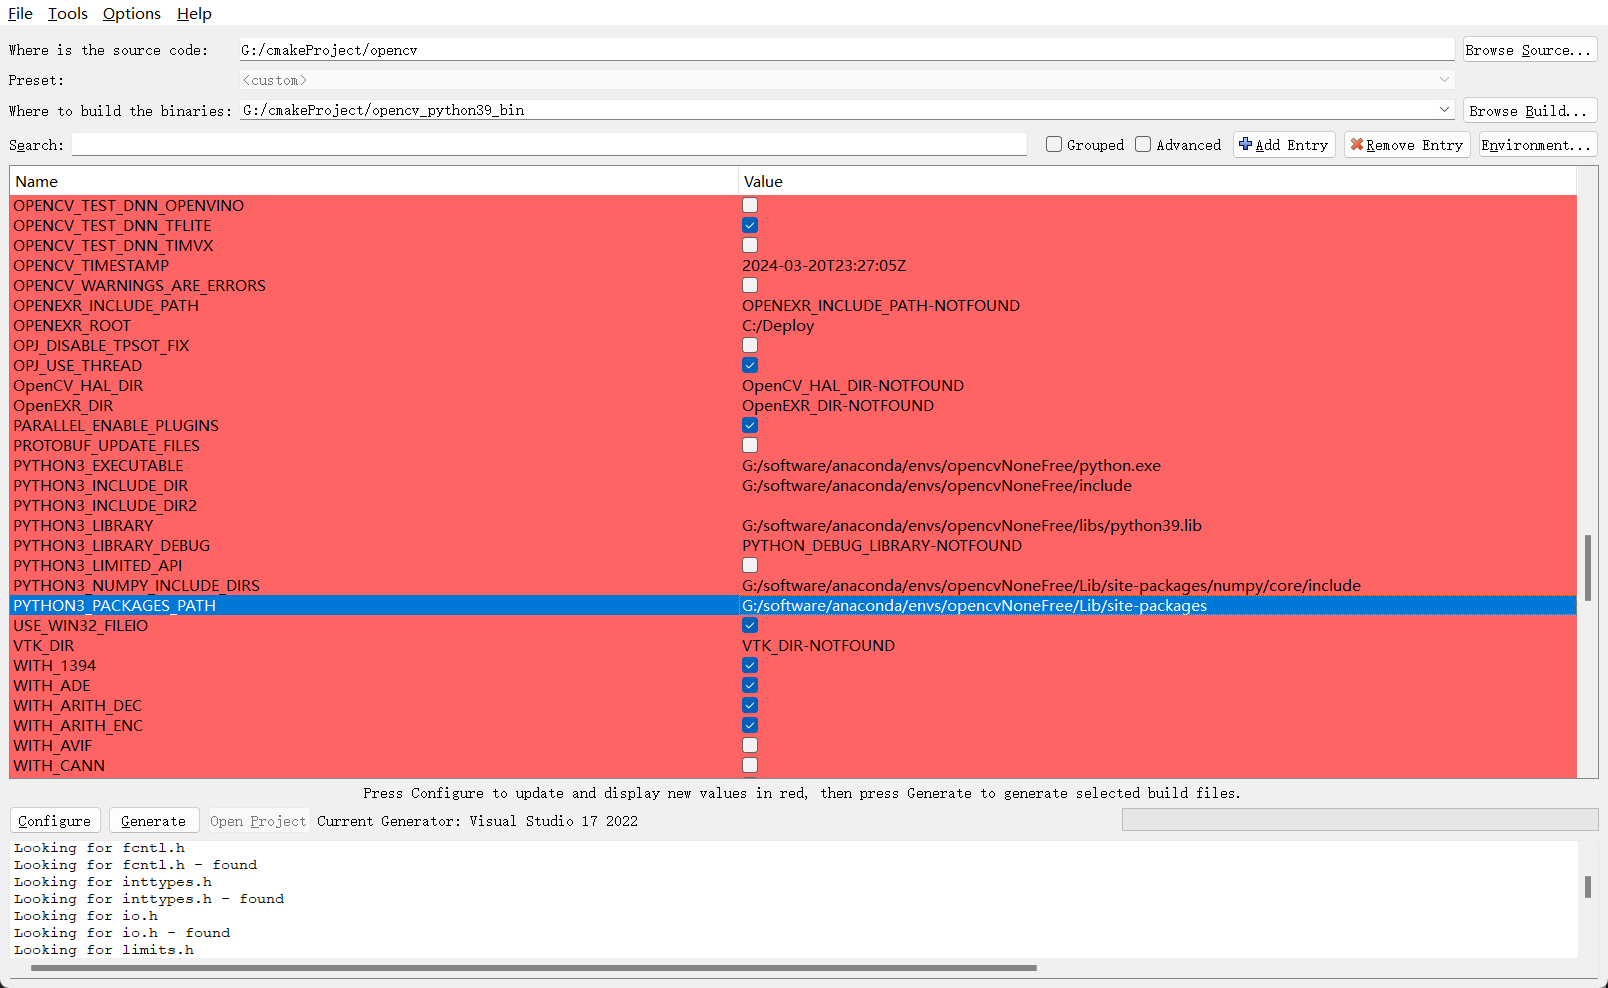 File Tools Options Help
Where is the source code: G:/cmakeProject/opencv Browse Source...
Preset: <custom>
Where to build the binaries: G:/cmakeProject/opencv_python39_bin Browse Build...
Search: Grouped Advanced Add Entry Remove Entry Environment...
Name Value
OPENCV_TEST_DNN_OPENVINO
OPENCV_TEST_DNN_TFLITE
OPENCV_TEST_DNN_TIMVX
OPENCV_TIMESTAMP 2024-03-20T23:27:05Z
OPENCV_WARNINGS_ARE_ERRORS
OPENEXR_INCLUDE_PATH OPENEXR_INCLUDE_PATH-NOTFOUND
OPENEXR_ROOT C:/Deploy
OPJ_DISABLE_TPSOT_FIX
OPJ_USE_THREAD
OpenCV_HAL_DIR OpenCV_HAL_DIR-NOTFOUND
OpenEXR_DIR OpenEXR_DIR-NOTFOUND
PARALLEL_ENABLE_PLUGINS
PROTOBUF_UPDATE_FILES
PYTHON3_EXECUTABLE G:/software/anaconda/envs/opencvNoneFree/python.exe
PYTHON3_INCLUDE_DIR G:/software/anaconda/envs/opencvNoneFree/include
PYTHON3_INCLUDE_DIR2
PYTHON3_LIBRARY G:/software/anaconda/envs/opencvNoneFree/libs/python39.lib
PYTHON3_LIBRARY_DEBUG PYTHON_DEBUG_LIBRARY-NOTFOUND
PYTHON3_LIMITED_API
PYTHON3_NUMPY_INCLUDE_DIRS G:/software/anaconda/envs/opencvNoneFree/Lib/site-packages/numpy/core/include
PYTHON3_PACKAGES_PATH G:/software/anaconda/envs/opencvNoneFree/Lib/site-packages
USE_WIN32_FILEIO
VTK_DIR VTK_DIR-NOTFOUND
WITH_1394
WITH_ADE
WITH_ARITH_DEC
WITH_ARITH_ENC
WITH_AVIF
WITH_CANN
Press Configure to update and display new values in red, then press Generate to generate selected build files.
Configure Generate Open Project Current Generator: Visual Studio 17 2022
Looking for fcntl.h
Looking for fcntl.h - found
Looking for inttypes.h
Looking for inttypes.h - found
Looking for io.h
Looking for io.h - found
Looking for limits.h